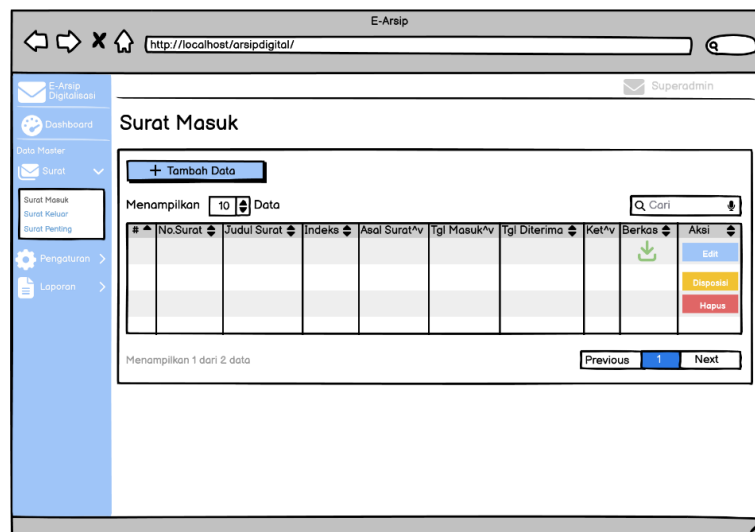 E-Arsip
http://localhost/arsipdigital/
E-Arsip
Digitalisasi
Superadmin
Dashboard
Surat Masuk
Data Master
Surat
+ Tambah Data
Surat Masuk
Surat Keluar
Surat Penting
Menampilkan 10 Data
Cari
# No.Surat Judul Surat Indeks Asal Surat^v Tgl Masuk^v Tgl Diterima Ket^v Berkas Aksi
Edit
Pengaturan
Disposisi
Laporan
Hapus
Menampilkan 1 dari 2 data
Previous 1 Next